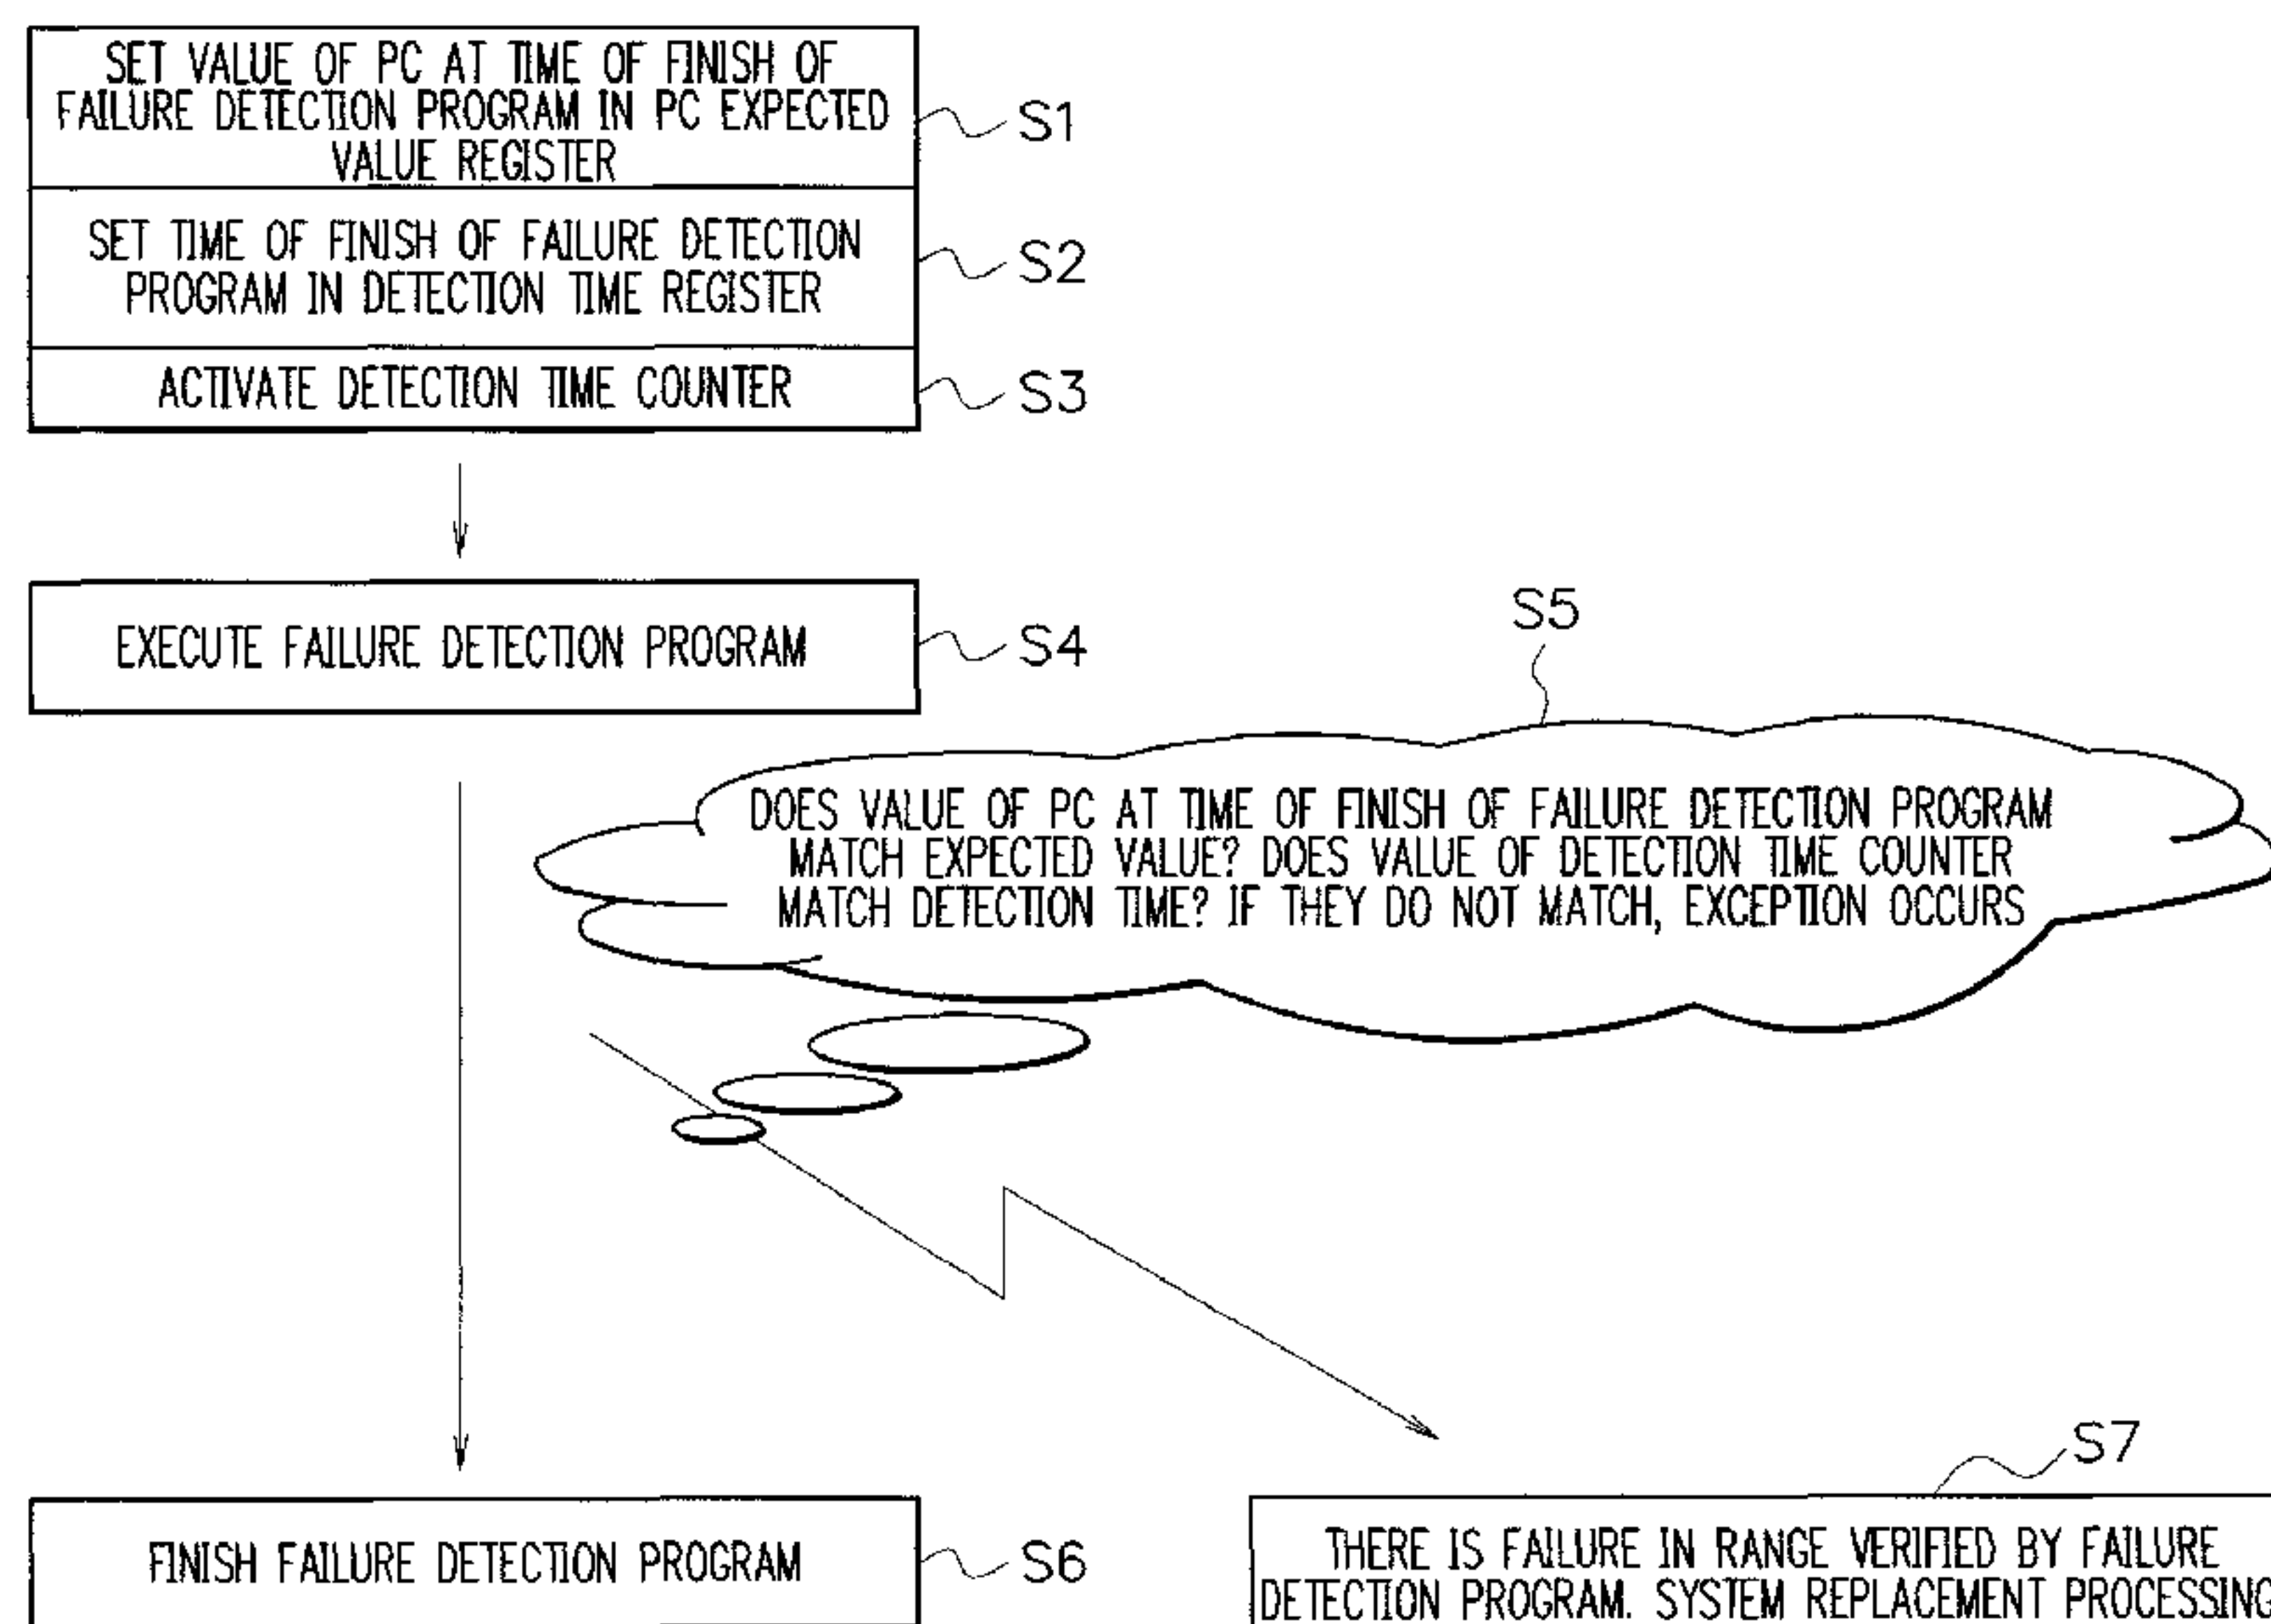 SET VALUE OF PC AT TIME OF FINISH OF
FAILURE DETECTION PROGRAM IN PC EXPECTED
VALUE REGISTER
S1
SET TIME OF FINISH OF FAILURE DETECTION
PROGRAM IN DETECTION TIME REGISTER
S2
ACTIVATE DETECTION TIME COUNTER
S3
EXECUTE FAILURE DETECTION PROGRAM
S4
S5
DOES VALUE OF PC AT TIME OF FINISH OF FAILURE DETECTION PROGRAM
MATCH EXPECTED VALUE? DOES VALUE OF DETECTION TIME COUNTER
MATCH DETECTION TIME? IF THEY DO NOT MATCH, EXCEPTION OCCURS
FINISH FAILURE DETECTION PROGRAM
S6
S7
THERE IS FAILURE IN RANGE VERIFIED BY FAILURE
DETECTION PROGRAM. SYSTEM REPLACEMENT PROCESSING